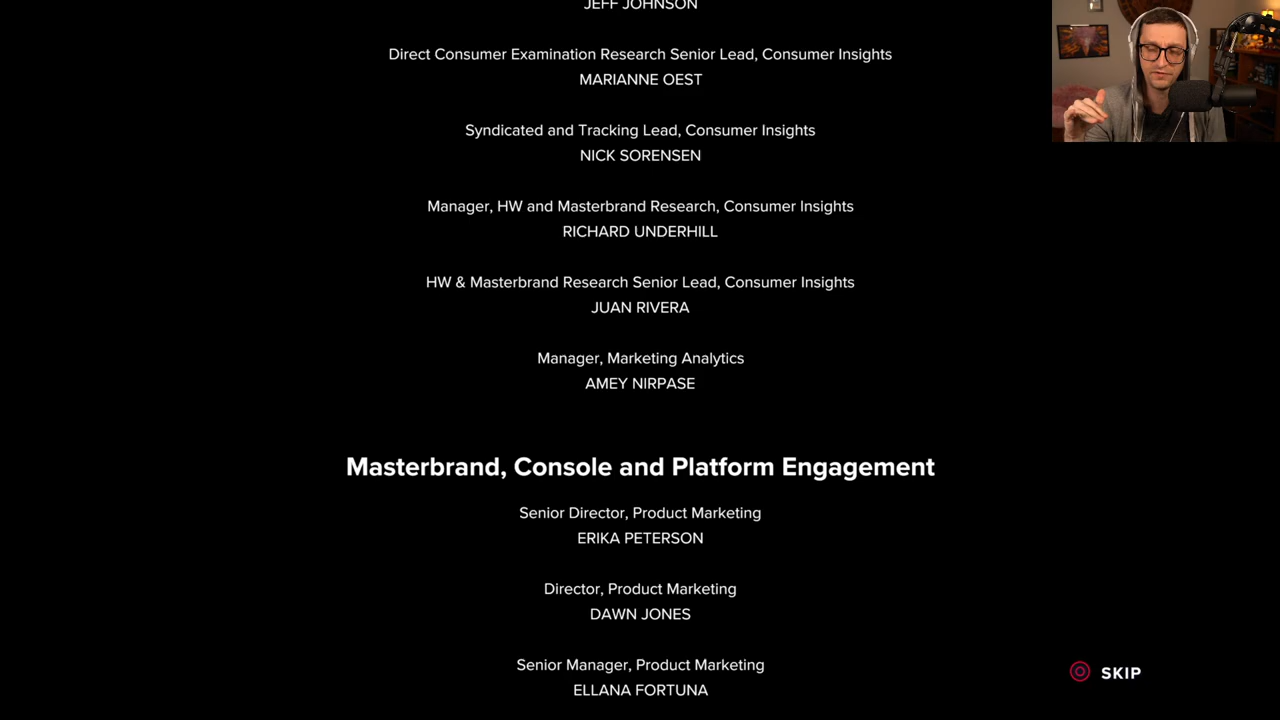 JEFF JOHNSON
Direct Consumer Examination Research Senior Lead, Consumer Insights
MARIANNE OEST
Syndicated and Tracking Lead, Consumer Insights
NICK SORENSEN
Manager, HW and Masterbrand Research, Consumer Insights
RICHARD UNDERHILL
HW & Masterbrand Research Senior Lead, Consumer Insights
JUAN RIVERA
Manager, Marketing Analytics
AMEY NIRPASE
Masterbrand, Console and Platform Engagement
Senior Director, Product Marketing
ERIKA PETERSON
Director, Product Marketing
DAWN JONES
Senior Manager, Product Marketing
ELLANA FORTUNA
SKIP